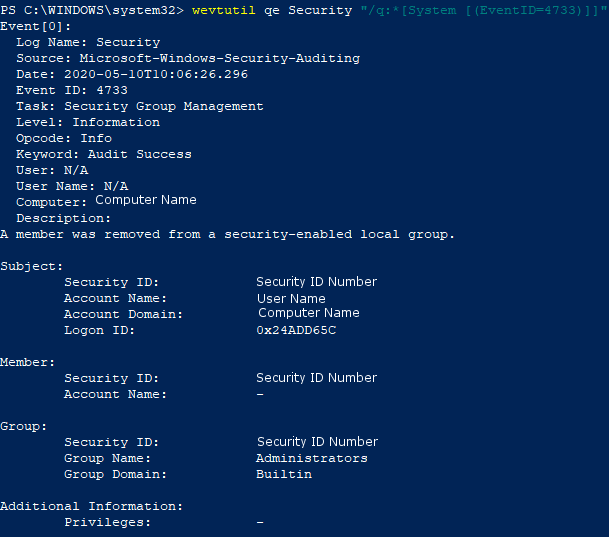 PS C:\WINDOWS\system32> wevtutil qe Security "/q:*[System [(EventID=4733)]]"
Event[0]:
Log Name: Security
Source: Microsoft-Windows-Security-Auditing
Date: 2020-05-10T10:06:26.296
Event ID: 4733
Task: Security Group Management
Level: Information
Opcode: Info
Keyword: Audit Success
User: N/A
User Name: N/A
Computer: Computer Name
Description:
A member was removed from a security-enabled local group.
Subject:
Security ID: Security ID Number
Account Name: User Name
Account Domain: Computer Name
Logon ID: 0x24ADD65C
Member:
Security ID: Security ID Number
Account Name: -
Group:
Security ID: Security ID Number
Group Name: Administrators
Group Domain: Builtin
Additional Information:
Privileges: -